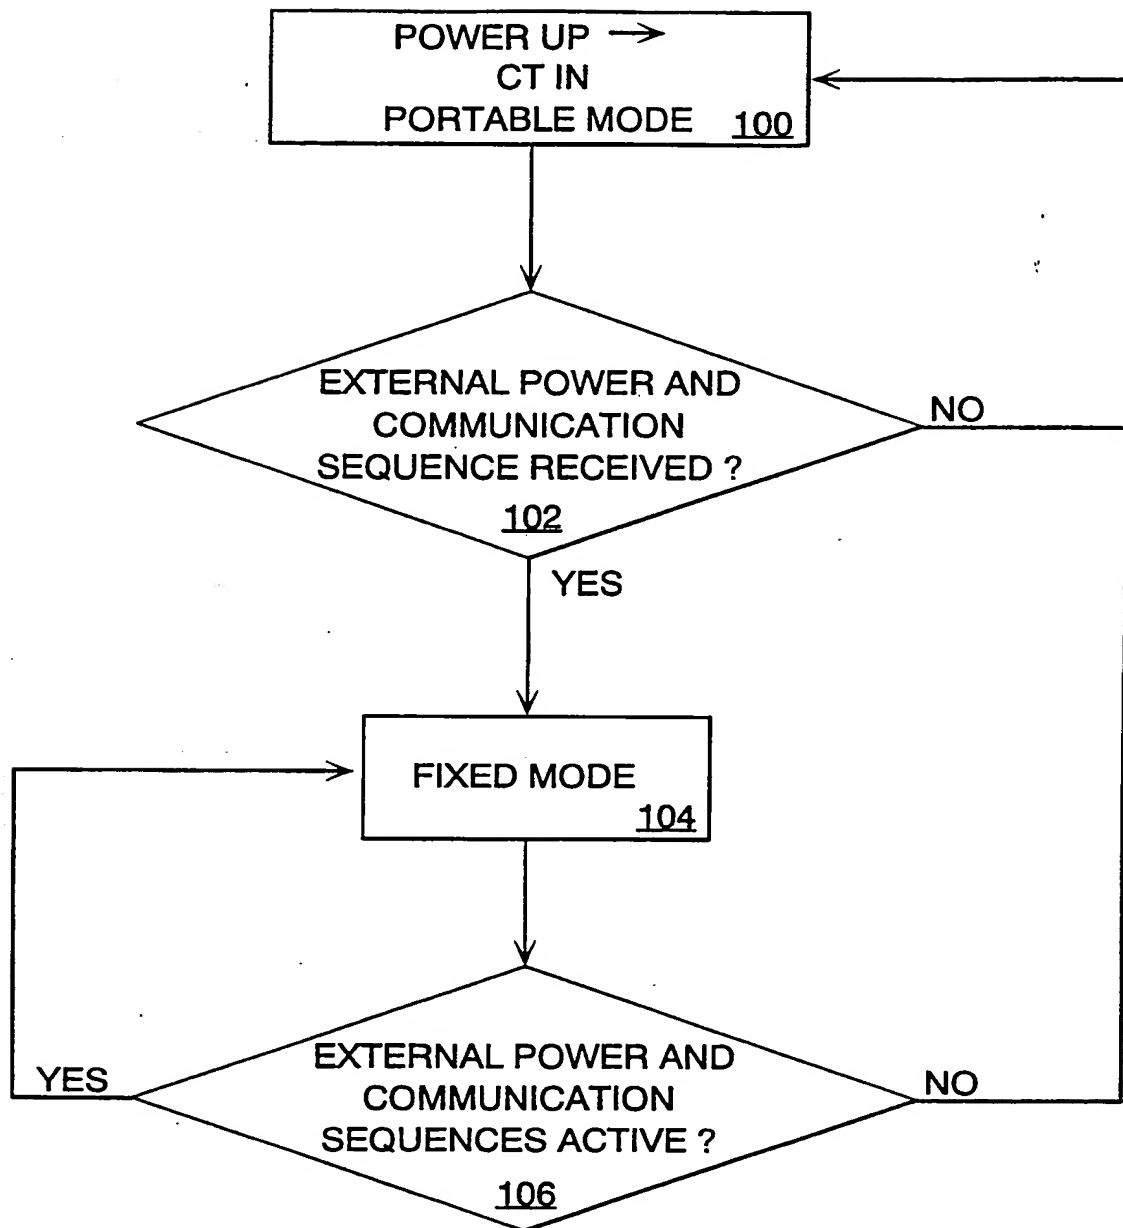 POWER UP →
CT IN
PORTABLE MODE 100
EXTERNAL POWER AND
COMMUNICATION
SEQUENCE RECEIVED ?
102
NO
YES
FIXED MODE
104
EXTERNAL POWER AND
COMMUNICATION
SEQUENCES ACTIVE ?
106
YES
NO